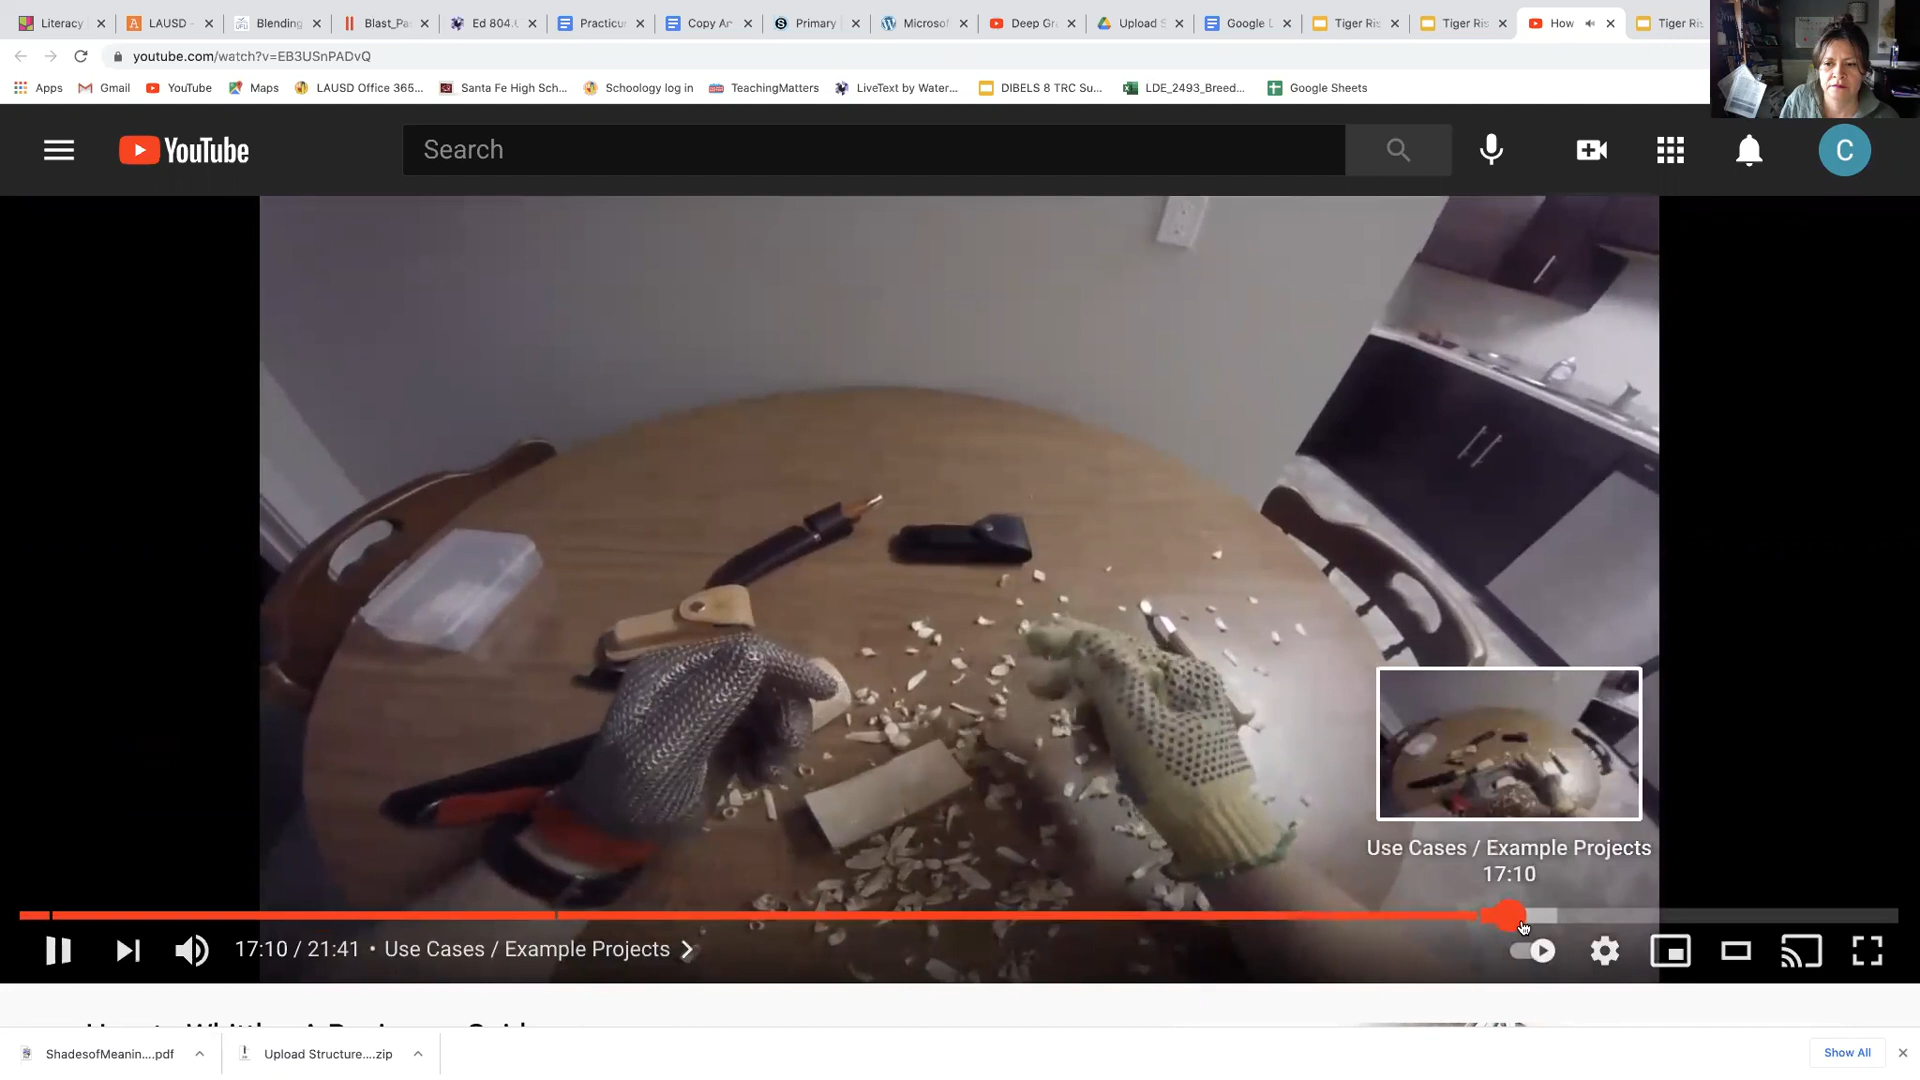 Literacy
LAUSD -
Blending
Blast_Pa
Ed 804.
Practicu
Copy An
Primary
Microsof
Deep Gr
Upload S
Google D
Tiger Ris
Tiger Ris
How
Tiger Ris
youtube.com/watch?v=EB3USnPADvQ
Apps
Gmail
YouTube
Maps
LAUSD Office 365...
Santa Fe High Sch...
Schoology log in
TeachingMatters
LiveText by Water...
DIBELS 8 TRC Su...
LDE_2493_Breed...
Google Sheets
YouTube
Search
C
Use Cases / Example Projects
17:10
17:10 / 21:41 • Use Cases / Example Projects
ShadesofMeanin....pdf
Upload Structure....zip
Show All